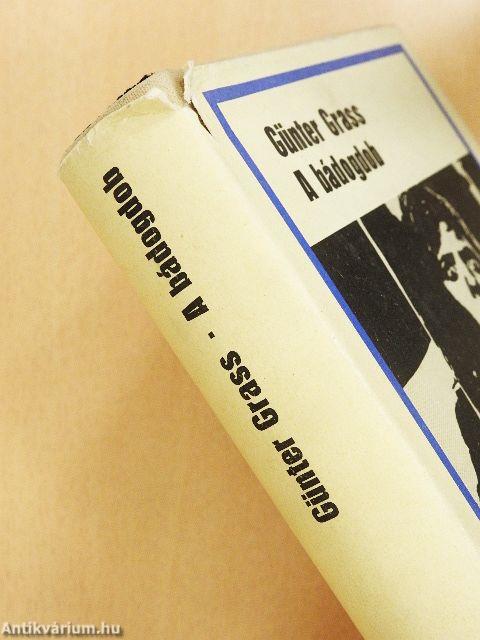 Günter Grass
A bádogdob
Günter Grass - A bádogdob
Antikvárium.hu